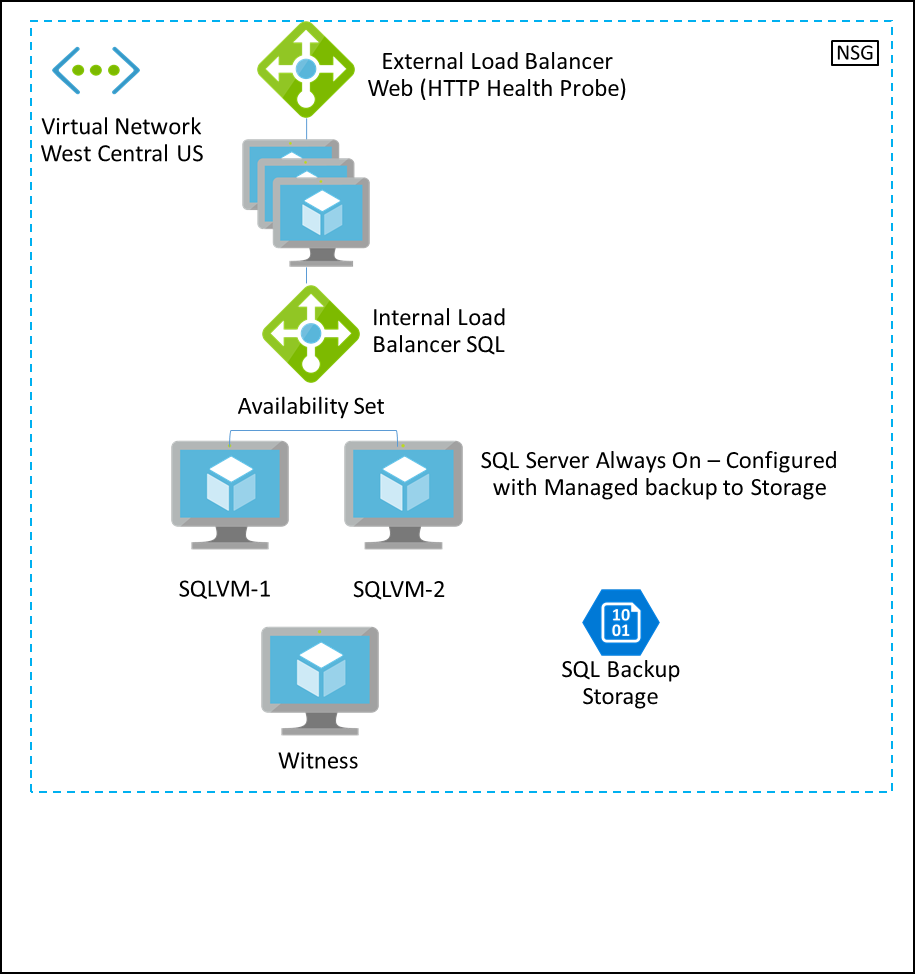 External Load Balancer
Web (HTTP Health Probe)
NSG
Virtual Network
West Central US
Internal Load
Balancer SQL
Availability Set
SQL Server Always On – Configured
with Managed backup to Storage
SQLVM-1
SQLVM-2
10
01
SQL Backup
Storage
Witness